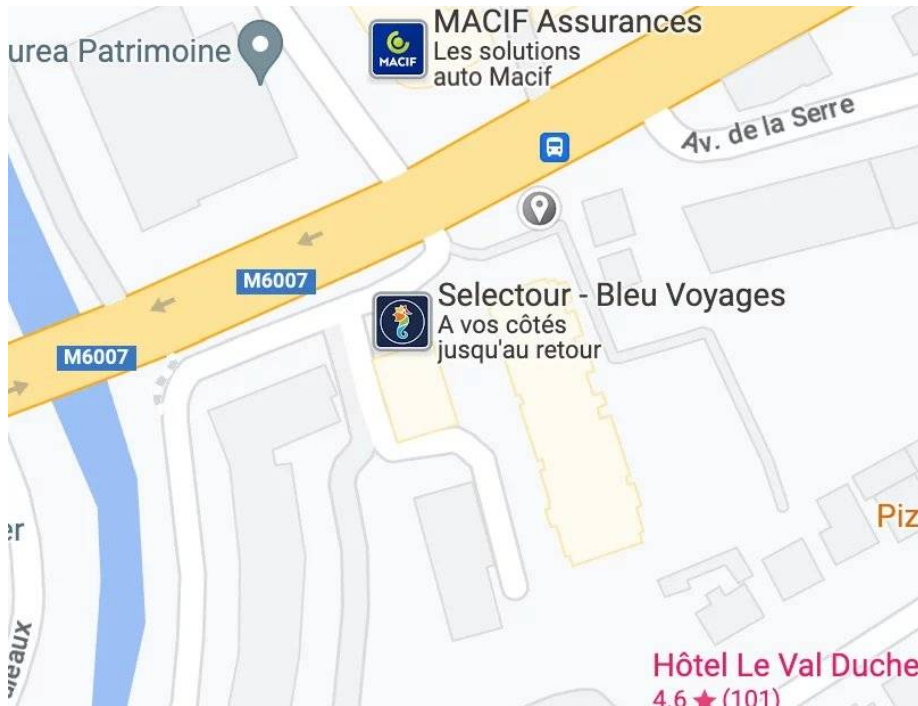 urea Patrimoine
MACIF
MACIF Assurances
Les solutions
auto Macif
Av. de la Serre
M6007
Selectour - Bleu Voyages
A vos côtés
jusqu'au retour
M6007
er
Piz
Hôtel Le Val Duche
4,6 ★ (101)